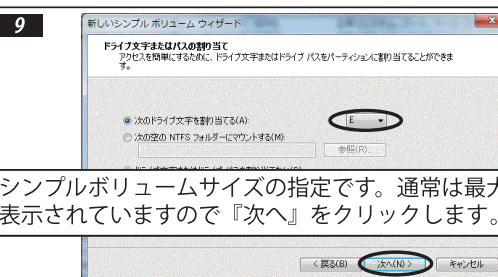 9
新しいシンプル ボリューム ウィザード
ドライブ文字またはパスの割り当て
アクセスを簡単にするために、ドライブ文字またはドライブ パスをパーティションに割り当てることができま
す。
次のドライブ文字を割り当てる(A):
E
次の空の NTFS フォルダーにマウントする(M):
参照(R)...
シンプルボリュームサイズの指定です。通常は最大
表示されていますので『次へ』をクリックします。
< 戻る(B)
次へ(N) >
キャンセル